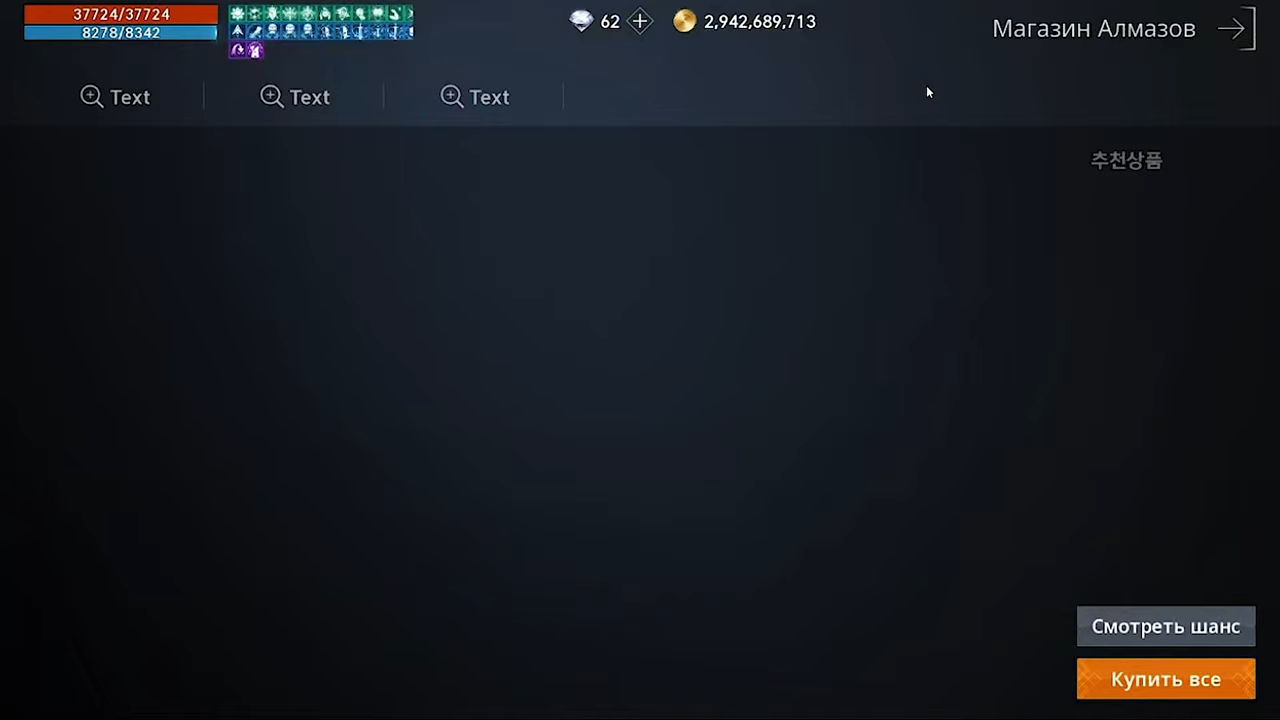 37724/37724
8278/8342
62
2,942,689,713
Магазин Алмазов
Text
Text
Text
추천상품
Смотреть шанс
Купить все